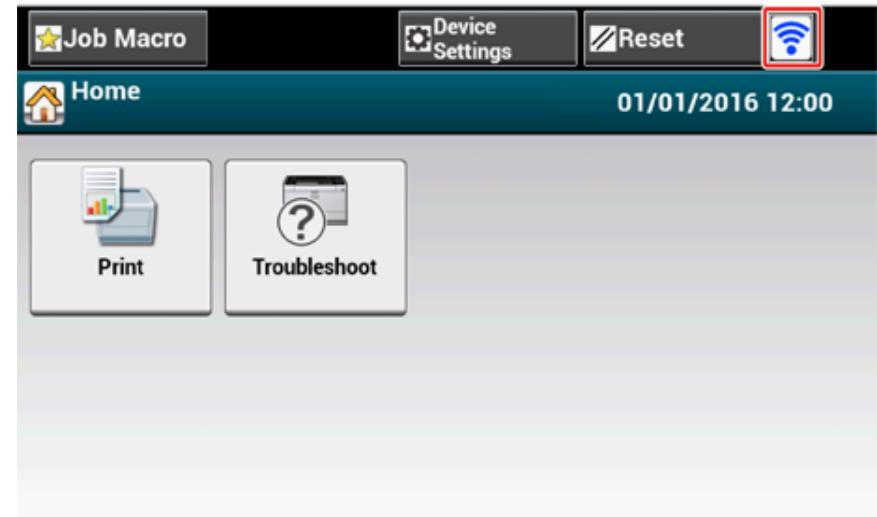 Job Macro
Device
Settings
Reset
Home
01/01/2016 12:00
Print
Troubleshoot